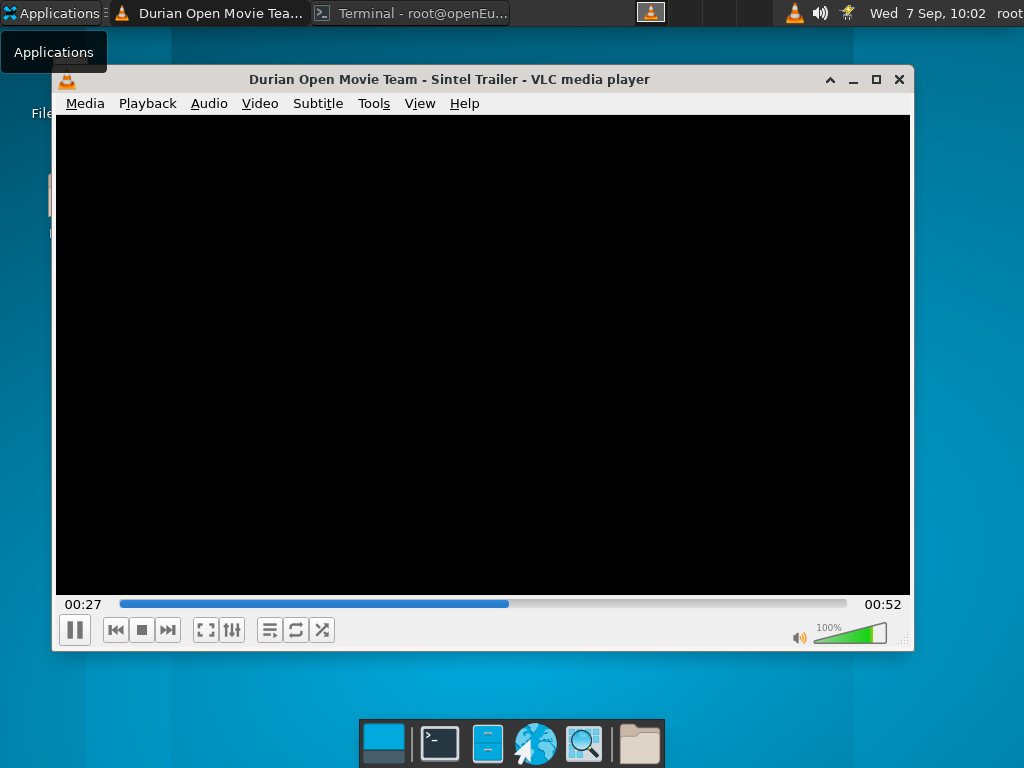 Applications
Durian Open Movie Tea...
Terminal - root@openEu...
Wed 7 Sep, 10:02
root
Applications
Durian Open Movie Team - Sintel Trailer - VLC media player
Media Playback Audio Video Subtitle Tools View Help
File
00:27
00:52
100%